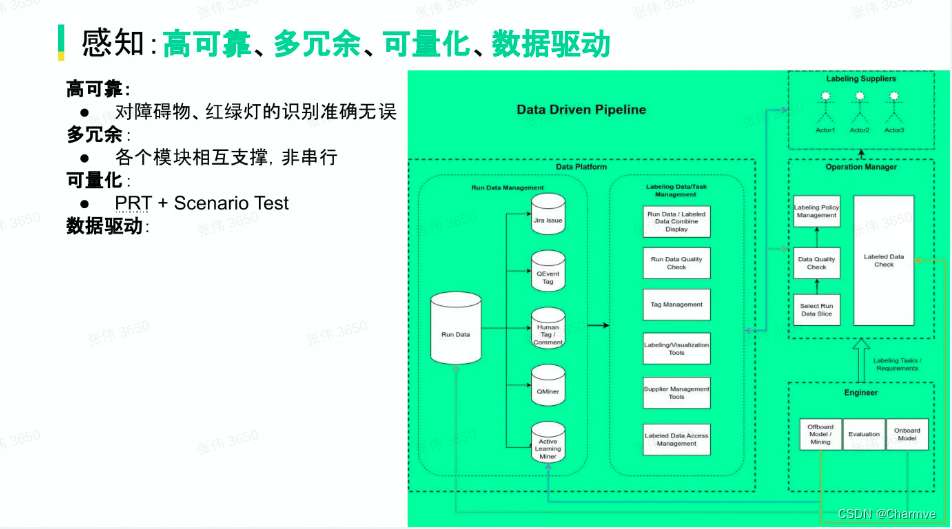 感知:高可靠、多冗余、可量化、数据驱动
高可靠:
● 对障碍物、红绿灯的识别准确无误
多冗余:
● 各个模块相互支撑, 非串行
可量化:
● PRT + Scenario Test
数据驱动:
Data Driven Pipeline
Data Platform
Run Data Management
Run Data
Jira Issue
QEvent
Tag
Human
Tag /
Comment
QMiner
Active
Learning
Miner
Labeling Data/Task
Management
Run Data / Labeled
Data Combine
Display
Run Data Quality
Check
Tag Management
Labeling/Visualization
Tools
Supplier Management
Tools
Labeled Data Access
Management
Labeling Suppliers
Actor1
Actor2
Actor3
Operation Manager
Labeling Policy
Management
Data Quality
Check
Select Run
Data Slice
Labeled Data
Check
Labeling Tasks /
Requirements
Engineer
Offboard
Model /
Mining
Evaluation
Onboard
Model
张伟 3650
CSDN @Charmve